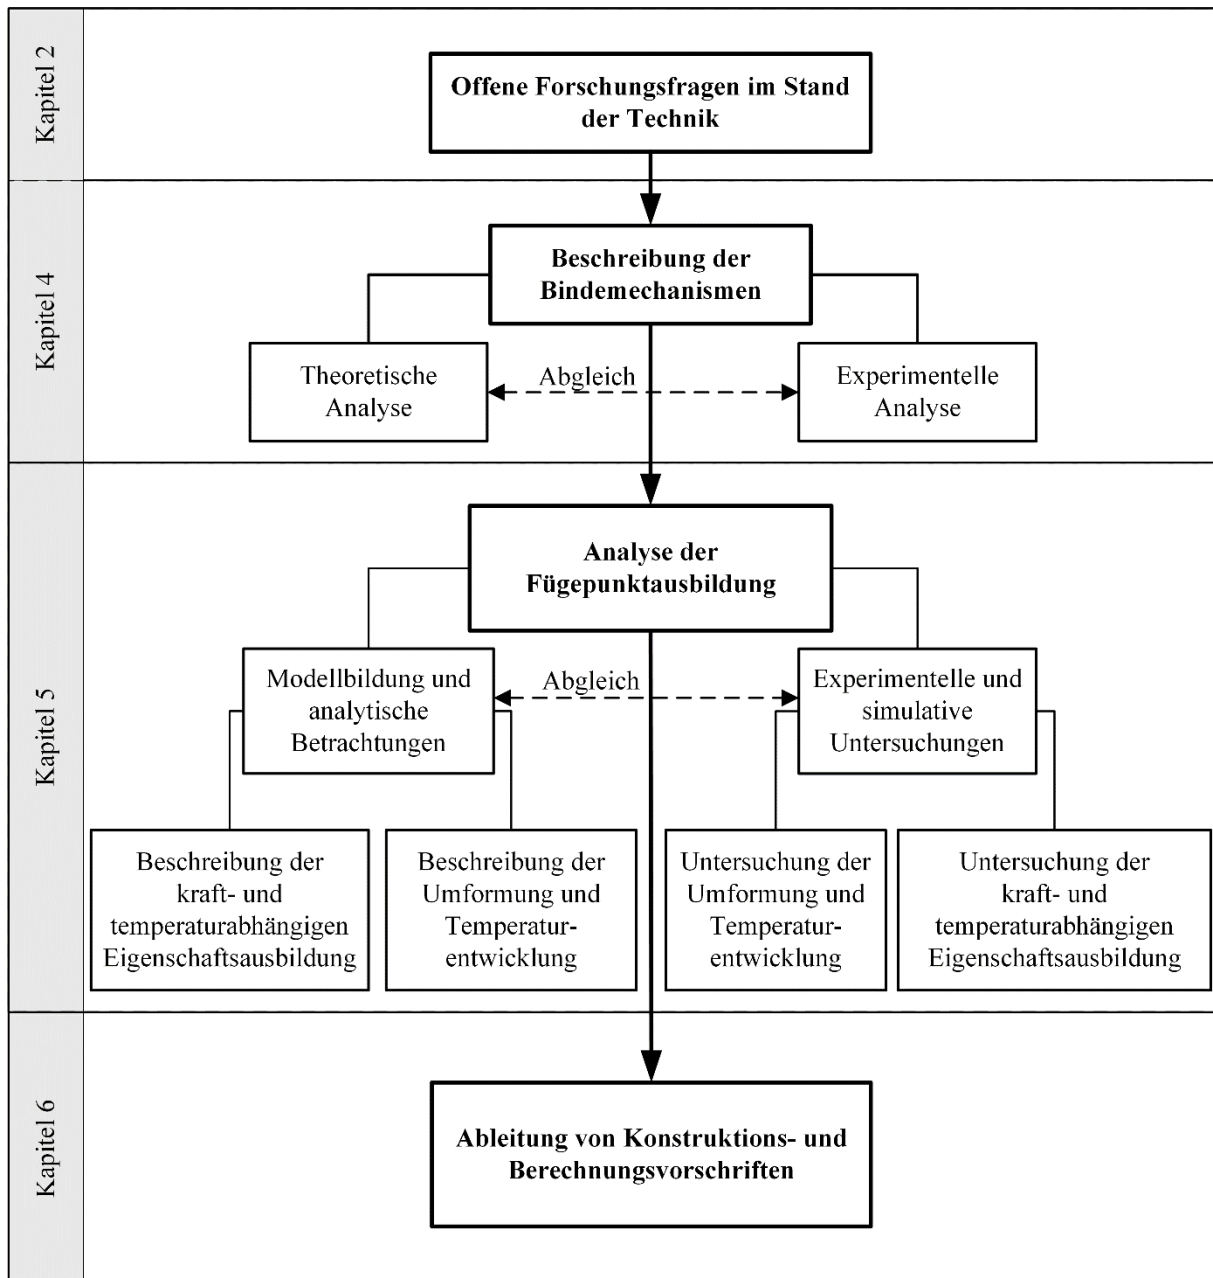 Kapitel 2
Offene Forschungsfragen im Stand
der Technik
Kapitel 4
Beschreibung der
Bindemechanismen
Theoretische
Analyse
Abgleich
Experimentelle
Analyse
Kapitel 5
Analyse der
Fügepunktausbildung
Modellbildung und
analytische
Betrachtungen
Abgleich
Experimentelle und
simulative
Untersuchungen
Beschreibung der
kraft- und
temperaturabhängigen
Eigenschaftsausbildung
Beschreibung der
Umformung und
Temperatur-
entwicklung
Untersuchung der
Umformung und
Temperatur-
entwicklung
Untersuchung der
kraft- und
temperaturabhängigen
Eigenschaftsausbildung
Kapitel 6
Ableitung von Konstruktions- und
Berechnungsvorschriften